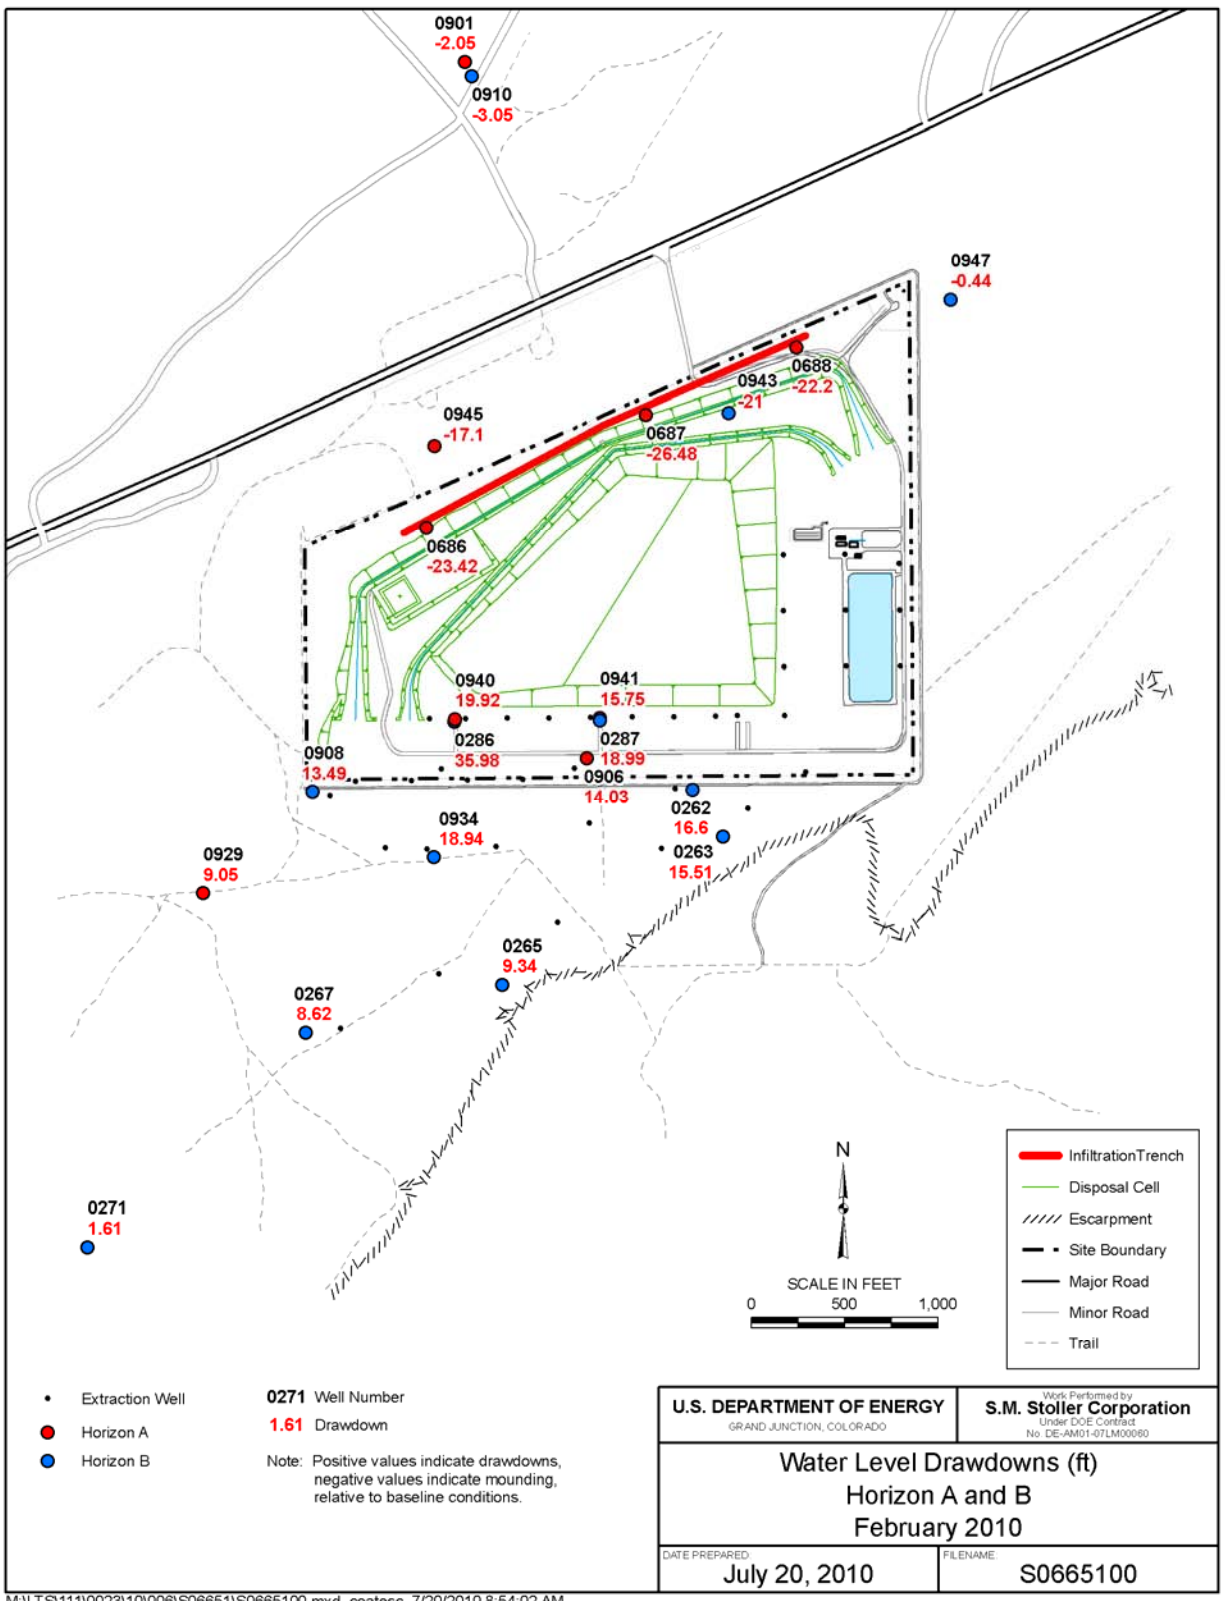 0901
-2.05
0910
-3.05
0947
-0.44
0688
-22.2
0943
-21
0945
-17.1
0687
-26.48
0686
-23.42
0940
19.92
0941
15.75
0286
35.98
0287
18.99
0908
13.49
0906
14.03
0262
16.6
0934
18.94
0263
15.51
0929
9.05
0265
9.34
0267
8.62
0271
1.61
N
SCALE IN FEET
0 500 1,000
InfiltrationTrench
Disposal Cell
Escarpment
Site Boundary
Major Road
Minor Road
Trail
Extraction Well
Horizon A
Horizon B
0271 Well Number
1.61 Drawdown
Note: Positive values indicate drawdowns,
negative values indicate mounding,
relative to baseline conditions.
U.S. DEPARTMENT OF ENERGY
GRAND JUNCTION, COLORADO
Work Performed by
S.M. Stoller Corporation
Under DOE Contract
No. DE-AM01-07LM00060
Water Level Drawdowns (ft)
Horizon A and B
February 2010
DATE PREPARED:
July 20, 2010
FILENAME:
S0665100